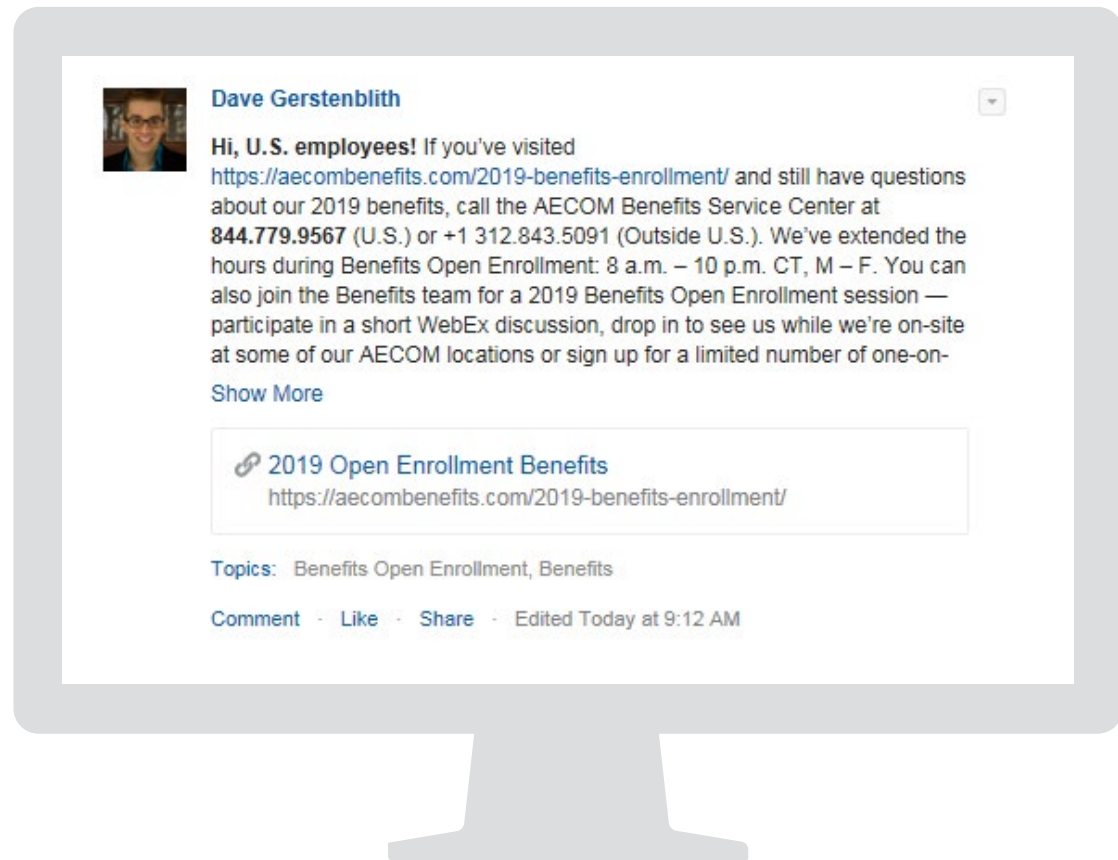 Dave Gerstenblith
Hi, U.S. employees! If you've visited
https://aecombenefits.com/2019-benefits-enrollment/ and still have questions
about our 2019 benefits, call the AECOM Benefits Service Center at
844.779.9567 (U.S.) or +1 312.843.5091 (Outside U.S.). We've extended the
hours during Benefits Open Enrollment: 8 a.m. – 10 p.m. CT, M – F. You can
also join the Benefits team for a 2019 Benefits Open Enrollment session —
participate in a short WebEx discussion, drop in to see us while we're on-site
at some of our AECOM locations or sign up for a limited number of one-on-
Show More
2019 Open Enrollment Benefits
https://aecombenefits.com/2019-benefits-enrollment/
Topics: Benefits Open Enrollment, Benefits
Comment · Like · Share · Edited Today at 9:12 AM